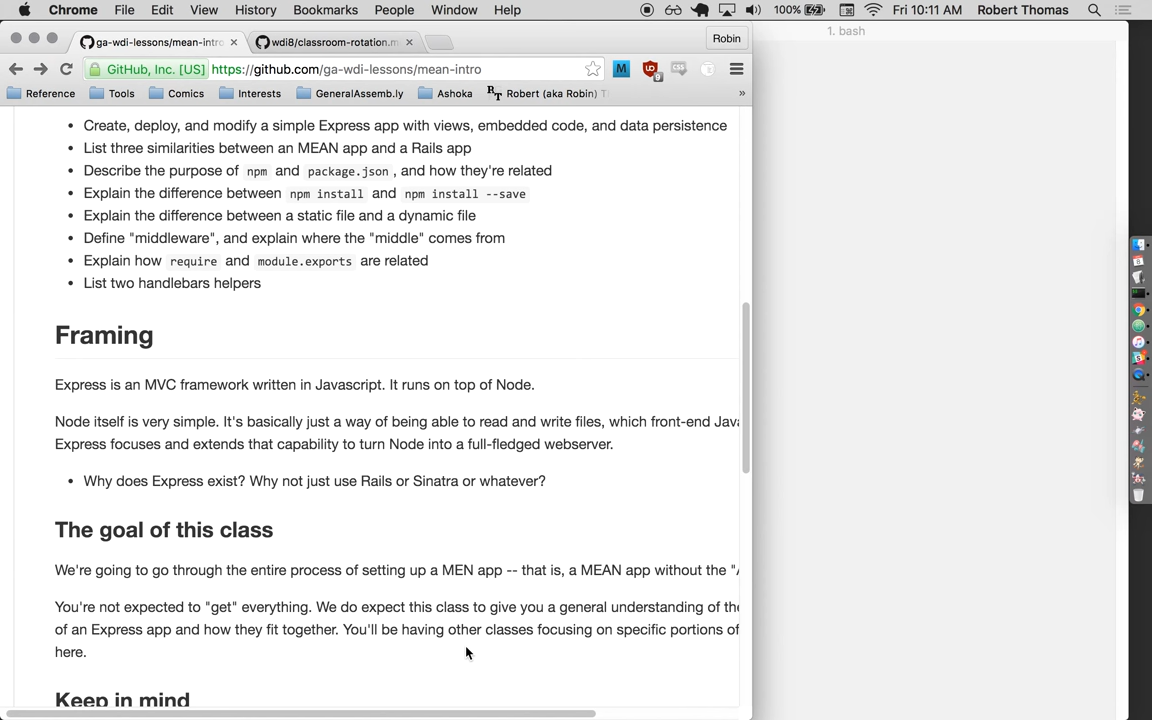 Chrome File Edit View History Bookmarks People Window Help 100% Fri 10:11 AM Robert Thomas
ga-wdi-lessons/mean-intro wdi8/classroom-rotation.m Robin
1. bash
GitHub, Inc. [US] https://github.com/ga-wdi-lessons/mean-intro
Reference Tools Comics Interests GeneralAssemb.ly Ashoka Robert (aka Robin) T »
• Create, deploy, and modify a simple Express app with views, embedded code, and data persistence
• List three similarities between an MEAN app and a Rails app
• Describe the purpose of npm and package.json, and how they're related
• Explain the difference between npm install and npm install --save
• Explain the difference between a static file and a dynamic file
• Define "middleware", and explain where the "middle" comes from
• Explain how require and module.exports are related
• List two handlebars helpers
Framing
Express is an MVC framework written in Javascript. It runs on top of Node.
Node itself is very simple. It's basically just a way of being able to read and write files, which front-end Java
Express focuses and extends that capability to turn Node into a full-fledged webserver.
• Why does Express exist? Why not just use Rails or Sinatra or whatever?
The goal of this class
We're going to go through the entire process of setting up a MEN app -- that is, a MEAN app without the "A
You're not expected to "get" everything. We do expect this class to give you a general understanding of the
of an Express app and how they fit together. You'll be having other classes focusing on specific portions of
here.
Keep in mind